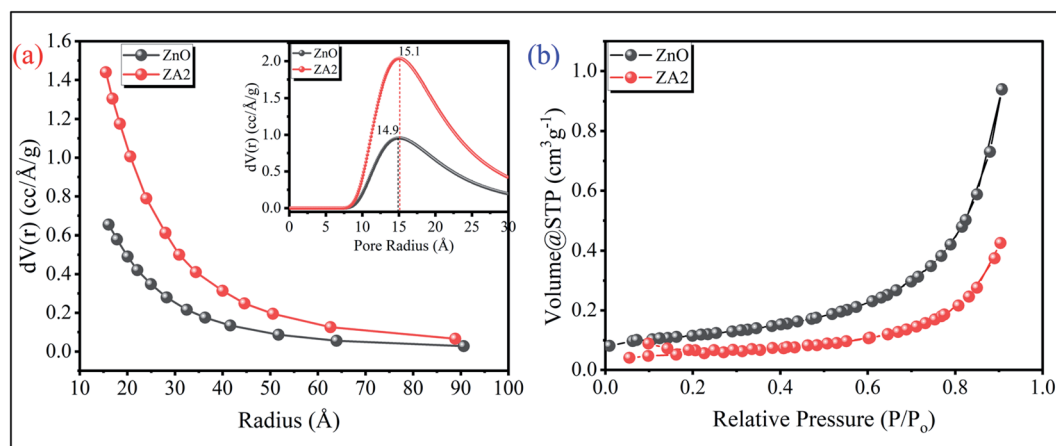 (a)
ZnO
ZA2
1.6
1.4
1.2
1.0
0.8
0.6
0.4
0.2
0.0
dV(r) (cc/Å/g)
10 20 30 40 50 60 70 80 90 100
Radius (Å)
ZnO
ZA2
15.1
14.9
2.0
1.5
1.0
0.5
0.0
dV(r) (cc/Å/g)
0 5 10 15 20 25 30
Pore Radius (Å)
(b)
ZnO
ZA2
1.0
0.8
0.6
0.4
0.2
0.0
Volume@STP (cm³g⁻¹)
0.0 0.2 0.4 0.6 0.8 1.0
Relative Pressure (P/Pₒ)